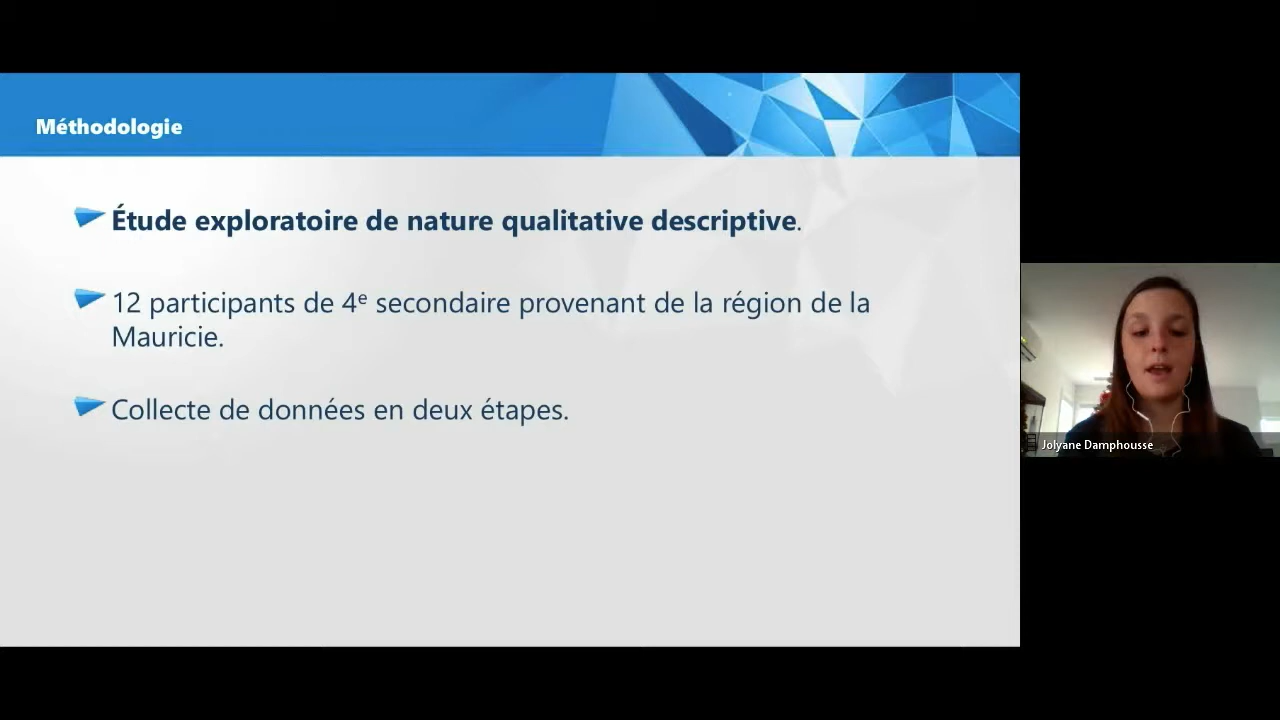 Méthodologie
Étude exploratoire de nature qualitative descriptive.
12 participants de 4e secondaire provenant de la région de la
Mauricie.
Collecte de données en deux étapes.
Jolyane Damphousse